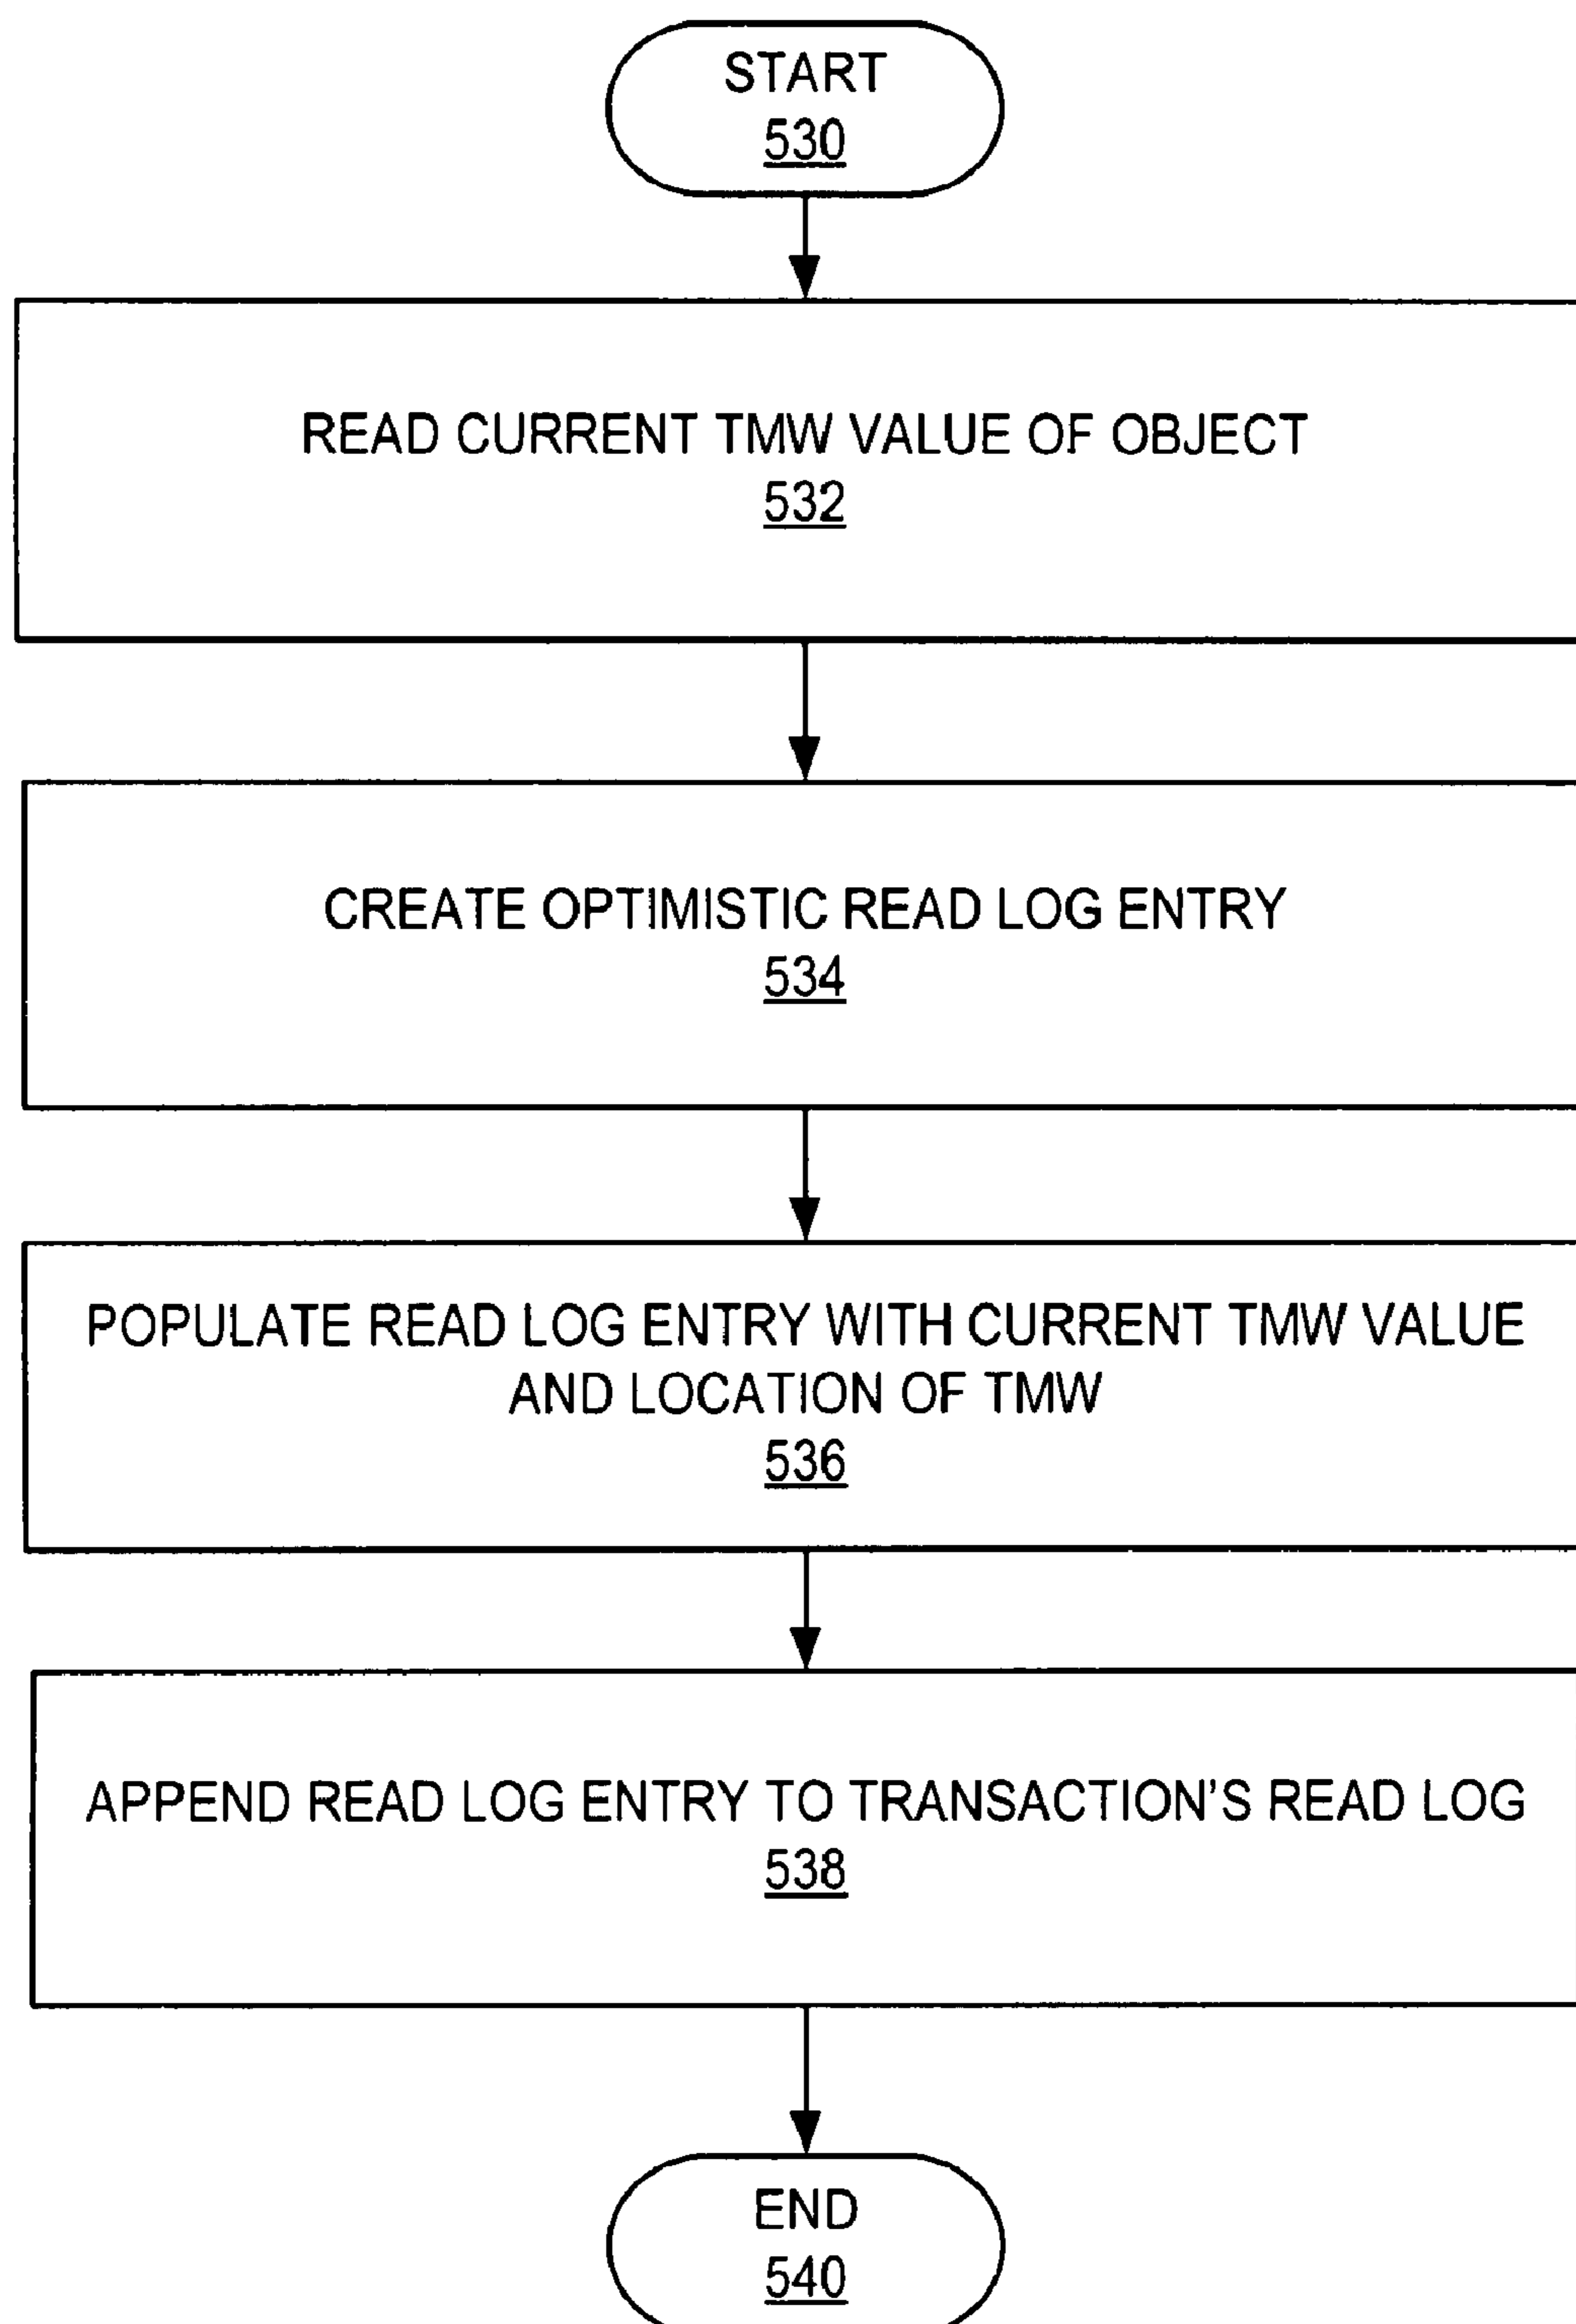 START
530
READ CURRENT TMW VALUE OF OBJECT
532
CREATE OPTIMISTIC READ LOG ENTRY
534
POPULATE READ LOG ENTRY WITH CURRENT TMW VALUE
AND LOCATION OF TMW
536
APPEND READ LOG ENTRY TO TRANSACTION'S READ LOG
538
END
540